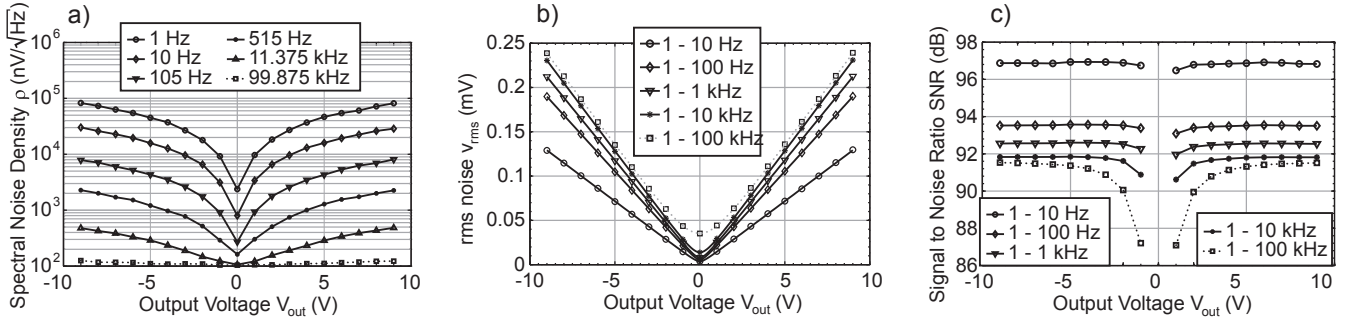 a)
1 Hz
10 Hz
105 Hz
515 Hz
11.375 kHz
99.875 kHz
Spectral Noise Density ρ (nV/√Hz)
10^6
10^5
10^4
10^3
10^2
-10 -5 0 5 10
Output Voltage V_out (V)
b)
1 - 10 Hz
1 - 100 Hz
1 - 1 kHz
1 - 10 kHz
1 - 100 kHz
rms noise v_rms (mV)
0.25
0.20
0.15
0.10
0.05
0
-10 -5 0 5 10
Output Voltage V_out (V)
c)
Signal to Noise Ratio SNR (dB)
98
96
94
92
90
88
86
1 - 10 Hz
1 - 100 Hz
1 - 1 kHz
1 - 10 kHz
1 - 100 kHz
-10 -5 0 5 10
Output Voltage V_out (V)